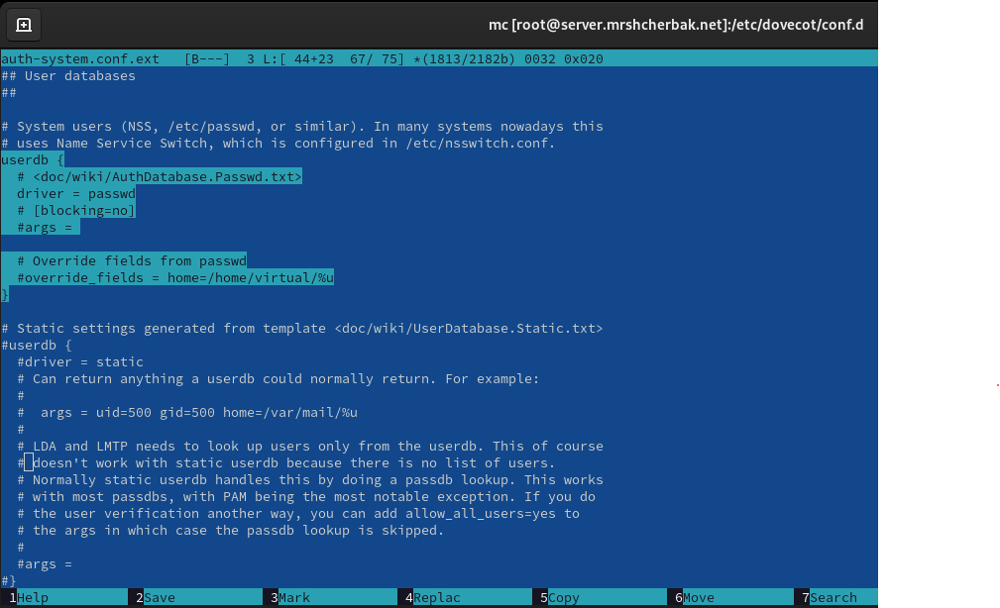 mc [root@server.mrshcherbak.net]:/etc/dovecot/conf.d
auth-system.conf.ext   [B---]  3 L:[ 44+23  67/ 75] *(1813/2182b) 0032 0x020
## User databases
##
# System users (NSS, /etc/passwd, or similar). In many systems nowadays this
# uses Name Service Switch, which is configured in /etc/nsswitch.conf.
userdb {
  # <doc/wiki/AuthDatabase.Passwd.txt>
  driver = passwd
  # [blocking=no]
  #args =
  # Override fields from passwd
  #override_fields = home=/home/virtual/%u
}
# Static settings generated from template <doc/wiki/UserDatabase.Static.txt>
#userdb {
  #driver = static
  # Can return anything a userdb could normally return. For example:
  #
  #  args = uid=500 gid=500 home=/var/mail/%u
  #
  # LDA and LMTP needs to look up users only from the userdb. This of course
  # doesn't work with static userdb because there is no list of users.
  # Normally static userdb handles this by doing a passdb lookup. This works
  # with most passdbs, with PAM being the most notable exception. If you do
  # the user verification another way, you can add allow_all_users=yes to
  # the args in which case the passdb lookup is skipped.
  #
  #args =
#}
1Help 2Save 3Mark 4Replac 5Copy 6Move 7Search